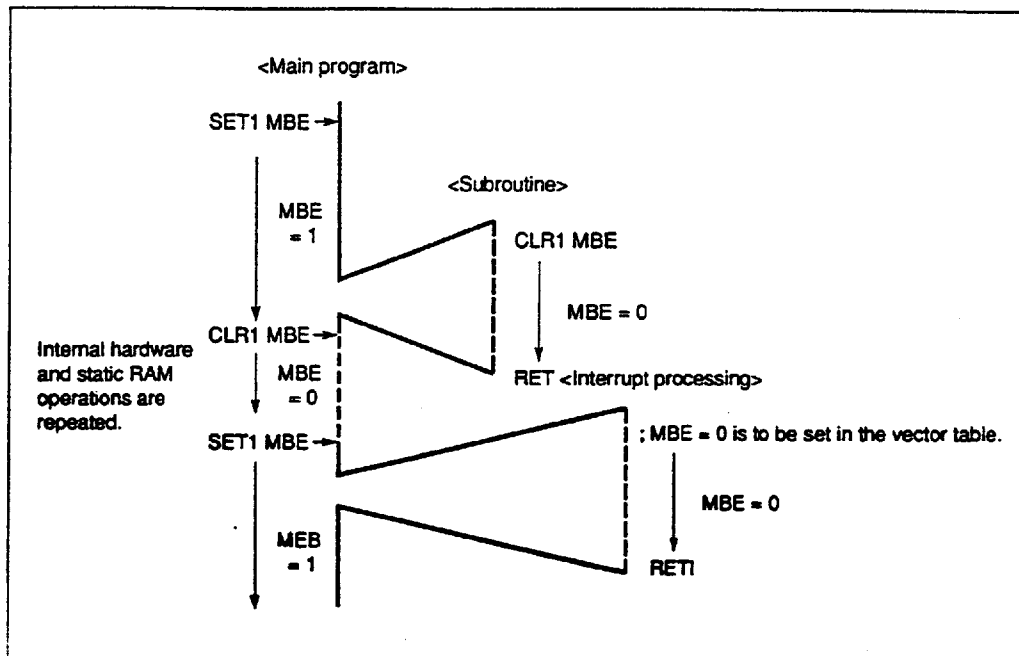 <Main program>
SET1 MBE
<Subroutine>
MBE
= 1
CLR1 MBE
MBE = 0
CLR1 MBE
Internal hardware
and static RAM
operations are
repeated.
MBE
= 0
RET <Interrupt processing>
SET1 MBE
; MBE = 0 is to be set in the vector table.
MBE = 0
MEB
= 1
RETI